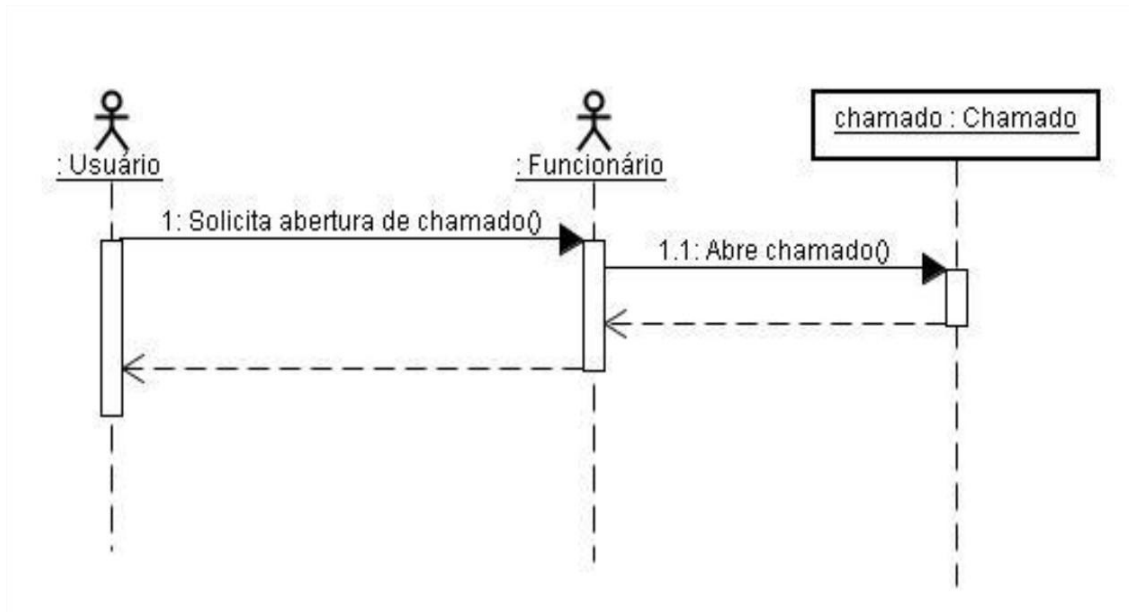 : Usuário
: Funcionário
chamado : Chamado
1: Solicita abertura de chamado()
1.1: Abre chamado()